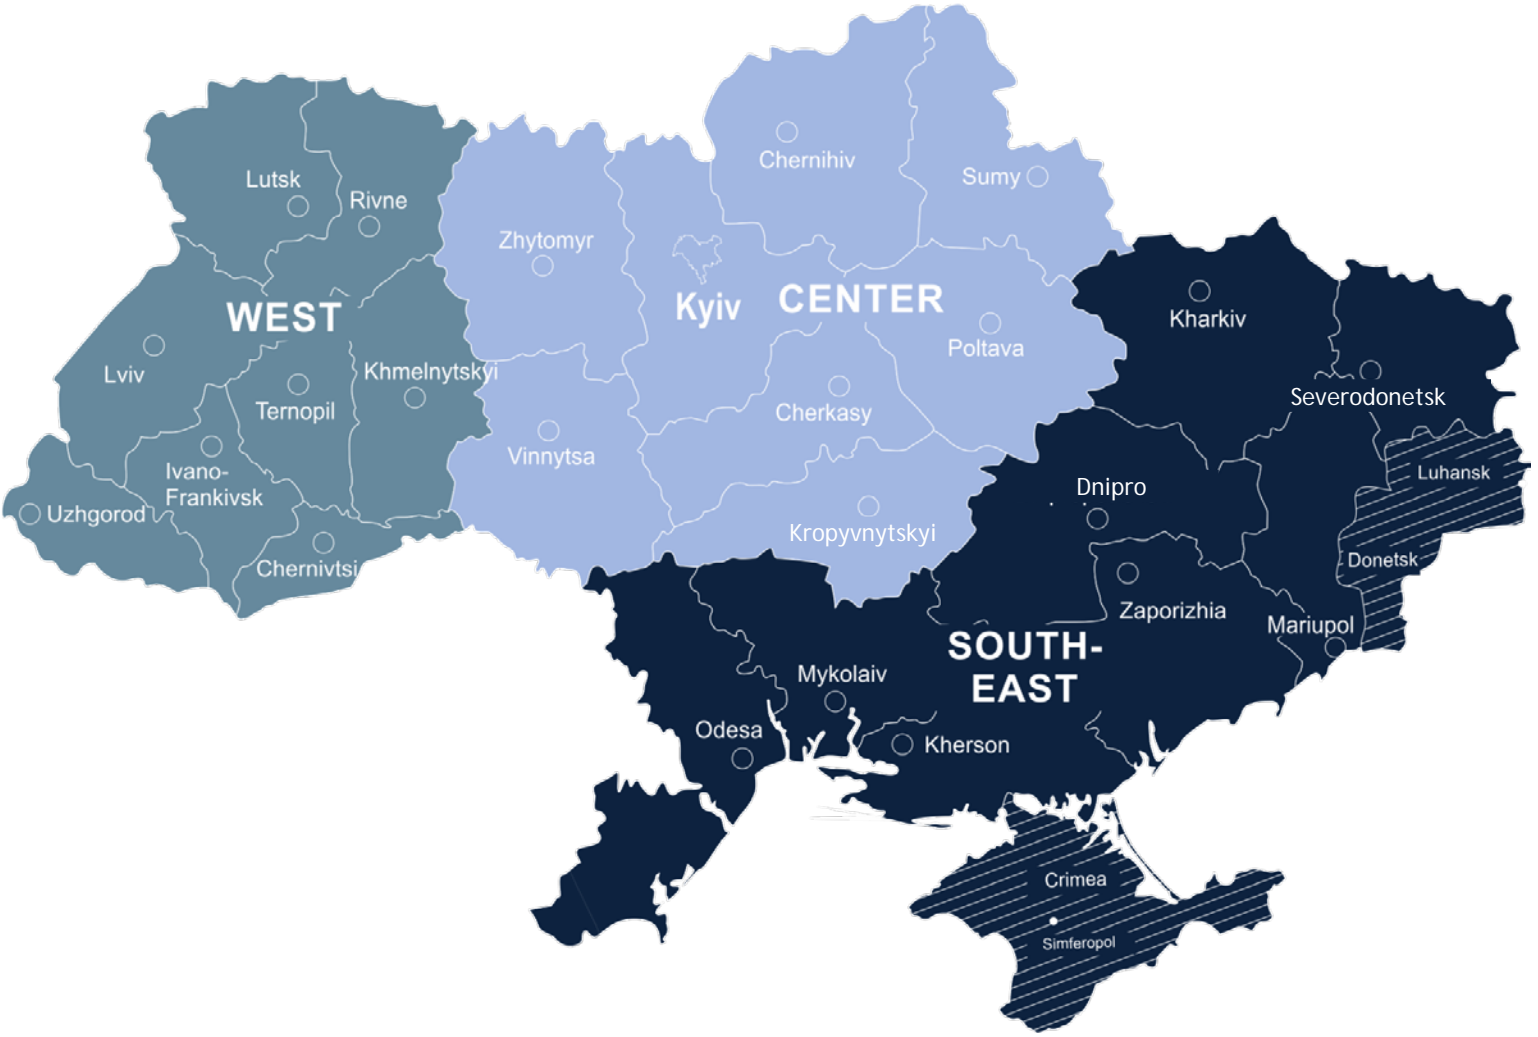 Chernihiv
Sumy
Lutsk
Rivne
Zhytomyr
WEST
Kyiv
CENTER
Kharkiv
Poltava
Lviv
Khmelnytskyi
Severodonetsk
Ternopil
Cherkasy
Vinnytsa
Ivano-
Frankivsk
Luhansk
Dnipro
Uzhgorod
Kropyvnytskyi
Chernivtsi
Donetsk
Zaporizhia
Mariupol
SOUTH-
EAST
Mykolaiv
Odesa
Kherson
Crimea
Simferopol